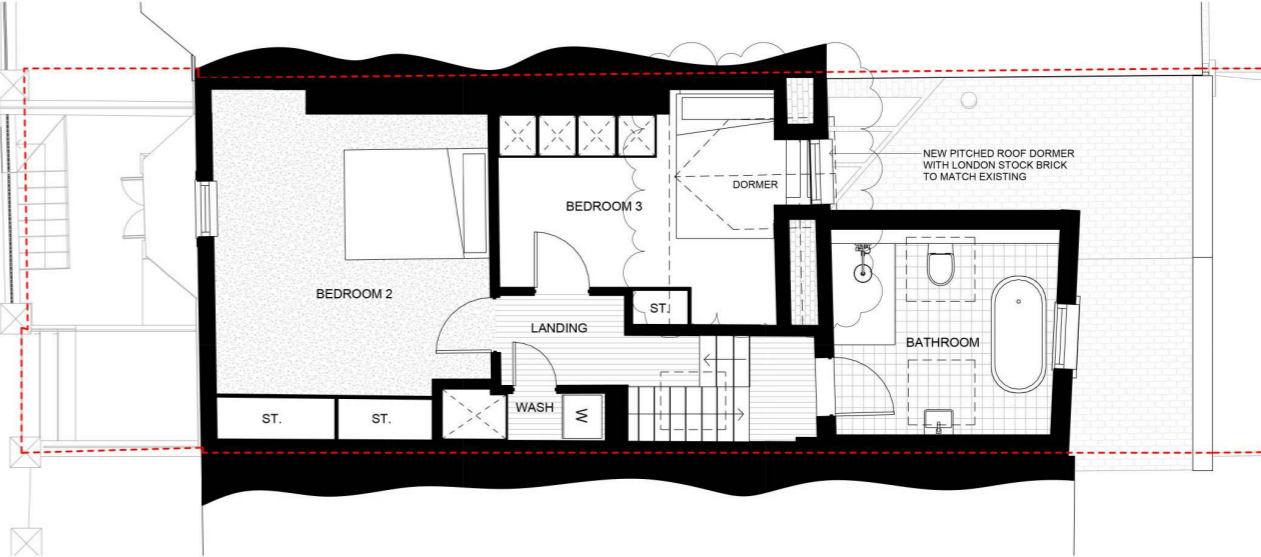 NEW PITCHED ROOF DORMER
WITH LONDON STOCK BRICK
TO MATCH EXISTING
DORMER
BEDROOM 3
BEDROOM 2
ST.
LANDING
BATHROOM
WASH
W
ST.
ST.